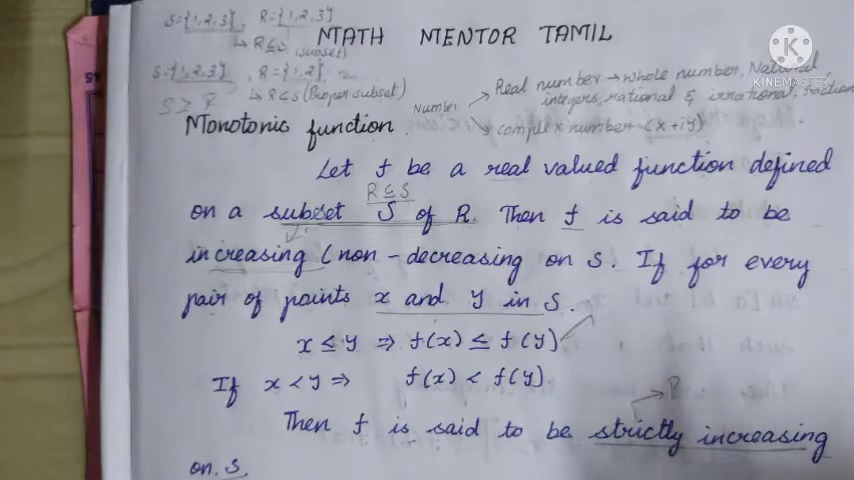 S={1,2,3}, R={1,2,3}
↳ R⊆S (subset)
MATH MENTOR TAMIL
S={1,2,3}, R={1,2}
↳ R⊂S (Proper subset)
S ≥ R
Number
Real number → whole number, Natural
integers, rational & irrational, fraction
complex number (x+iy)
KINEMASTER
Monotonic function.
Let f be a real valued function defined
R⊆S
on a subset S of R. Then f is said to be
increasing (non-decreasing on S. If for every
pair of points x and y in S.
x ≤ y ⇒ f(x) ≤ f(y)
If x < y ⇒ f(x) < f(y)
Then f is said to be strictly increasing
on. S